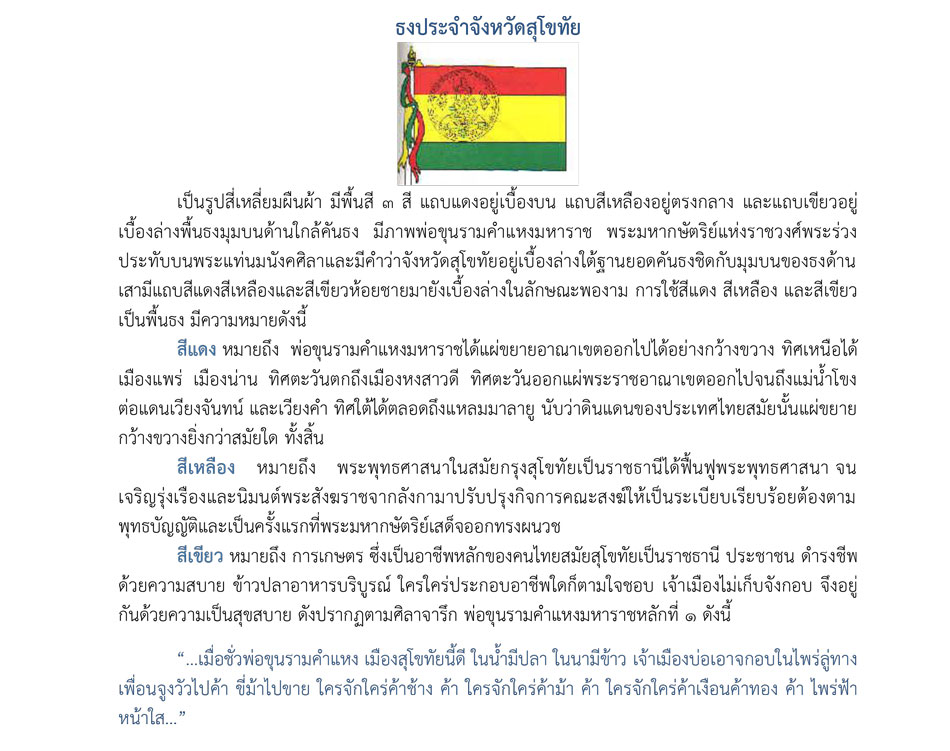 ธงประจำจังหวัดสุโขทัย
เป็นรูปสี่เหลี่ยมผืนผ้า มีพื้นสี ๓ สี แถบแดงอยู่เบื้องบน แถบสีเหลืองอยู่ตรงกลาง และแถบเขียวอยู่
เบื้องล่างพื้นธงมุมบนด้านใกล้คันธง มีภาพพ่อขุนรามคำแหงมหาราช พระมหากษัตริย์แห่งราชวงศ์พระร่วง
ประทับบนพระแท่นมนังคศิลาและมีคำว่าจังหวัดสุโขทัยอยู่เบื้องล่างใต้ฐานยอดคันธงชิดกับมุมบนของธงด้าน
เสามีแถบสีแดงสีเหลืองและสีเขียวห้อยชายมายังเบื้องล่างในลักษณะพองาม การใช้สีแดง สีเหลือง และสีเขียว
เป็นพื้นธง มีความหมายดังนี้
สีแดง หมายถึง พ่อขุนรามคำแหงมหาราชได้แผ่ขยายอาณาเขตออกไปได้อย่างกว้างขวาง ทิศเหนือได้
เมืองแพร่ เมืองน่าน ทิศตะวันตกถึงเมืองหงสาวดี ทิศตะวันออกแผ่พระราชอาณาเขตออกไปจนถึงแม่น้ำโขง
ต่อแดนเวียงจันทน์ และเวียงคำ ทิศใต้ได้ตลอดถึงแหลมมาลายู นับว่าดินแดนของประเทศไทยสมัยนั้นแผ่ขยาย
กว้างขวางยิ่งกว่าสมัยใด ทั้งสิ้น
สีเหลือง หมายถึง พระพุทธศาสนาในสมัยกรุงสุโขทัยเป็นราชธานีได้ฟื้นฟูพระพุทธศาสนา จน
เจริญรุ่งเรืองและนิมนต์พระสังฆราชจากลังกามาปรับปรุงกิจการคณะสงฆ์ให้เป็นระเบียบเรียบร้อยต้องตาม
พุทธบัญญัติและเป็นครั้งแรกที่พระมหากษัตริย์เสด็จออกทรงผนวช
สีเขียว หมายถึง การเกษตร ซึ่งเป็นอาชีพหลักของคนไทยสมัยสุโขทัยเป็นราชธานี ประชาชน ดำรงชีพ
ด้วยความสบาย ข้าวปลาอาหารบริบูรณ์ ใครใคร่ประกอบอาชีพใดก็ตามใจชอบ เจ้าเมืองไม่เก็บจังกอบ จึงอยู่
กันด้วยความเป็นสุขสบาย ดังปรากฏตามศิลาจารึก พ่อขุนรามคำแหงมหาราชหลักที่ ๑ ดังนี้
“...เมื่อชั่วพ่อขุนรามคำแหง เมืองสุโขทัยนี้ดี ในน้ำมีปลา ในนามีข้าว เจ้าเมืองบ่อเอาจกอบในไพร่ลู่ทาง
เพื่อนจูงวัวไปค้า ขี่ม้าไปขาย ใครจักใคร่ค้าช้าง ค้า ใครจักใคร่ค้าม้า ค้า ใครจักใคร่ค้าเงือนค้าทอง ค้า ไพร่ฟ้า
หน้าใส...”